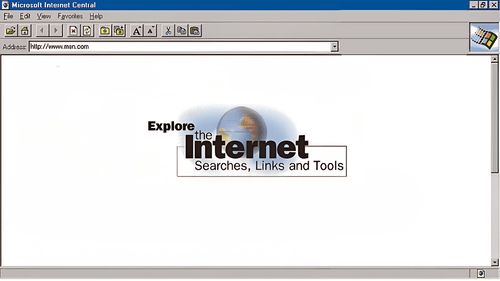 Microsoft Internet Central
File Edit View Favorites Help
Address: http://www.msn.com
Explore
the
Internet
Searches, Links and Tools